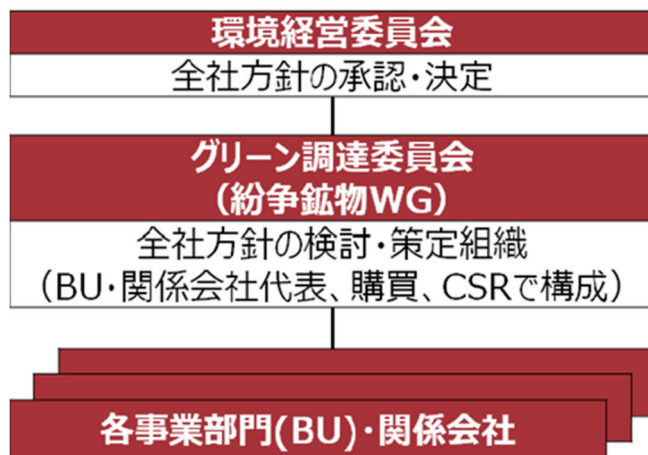 環境経営委員会
全社方針の承認・決定
グリーン調達委員会
(紛争鉱物WG)
全社方針の検討・策定組織
(BU・関係会社代表、購買、CSRで構成)
各事業部門(BU)・関係会社